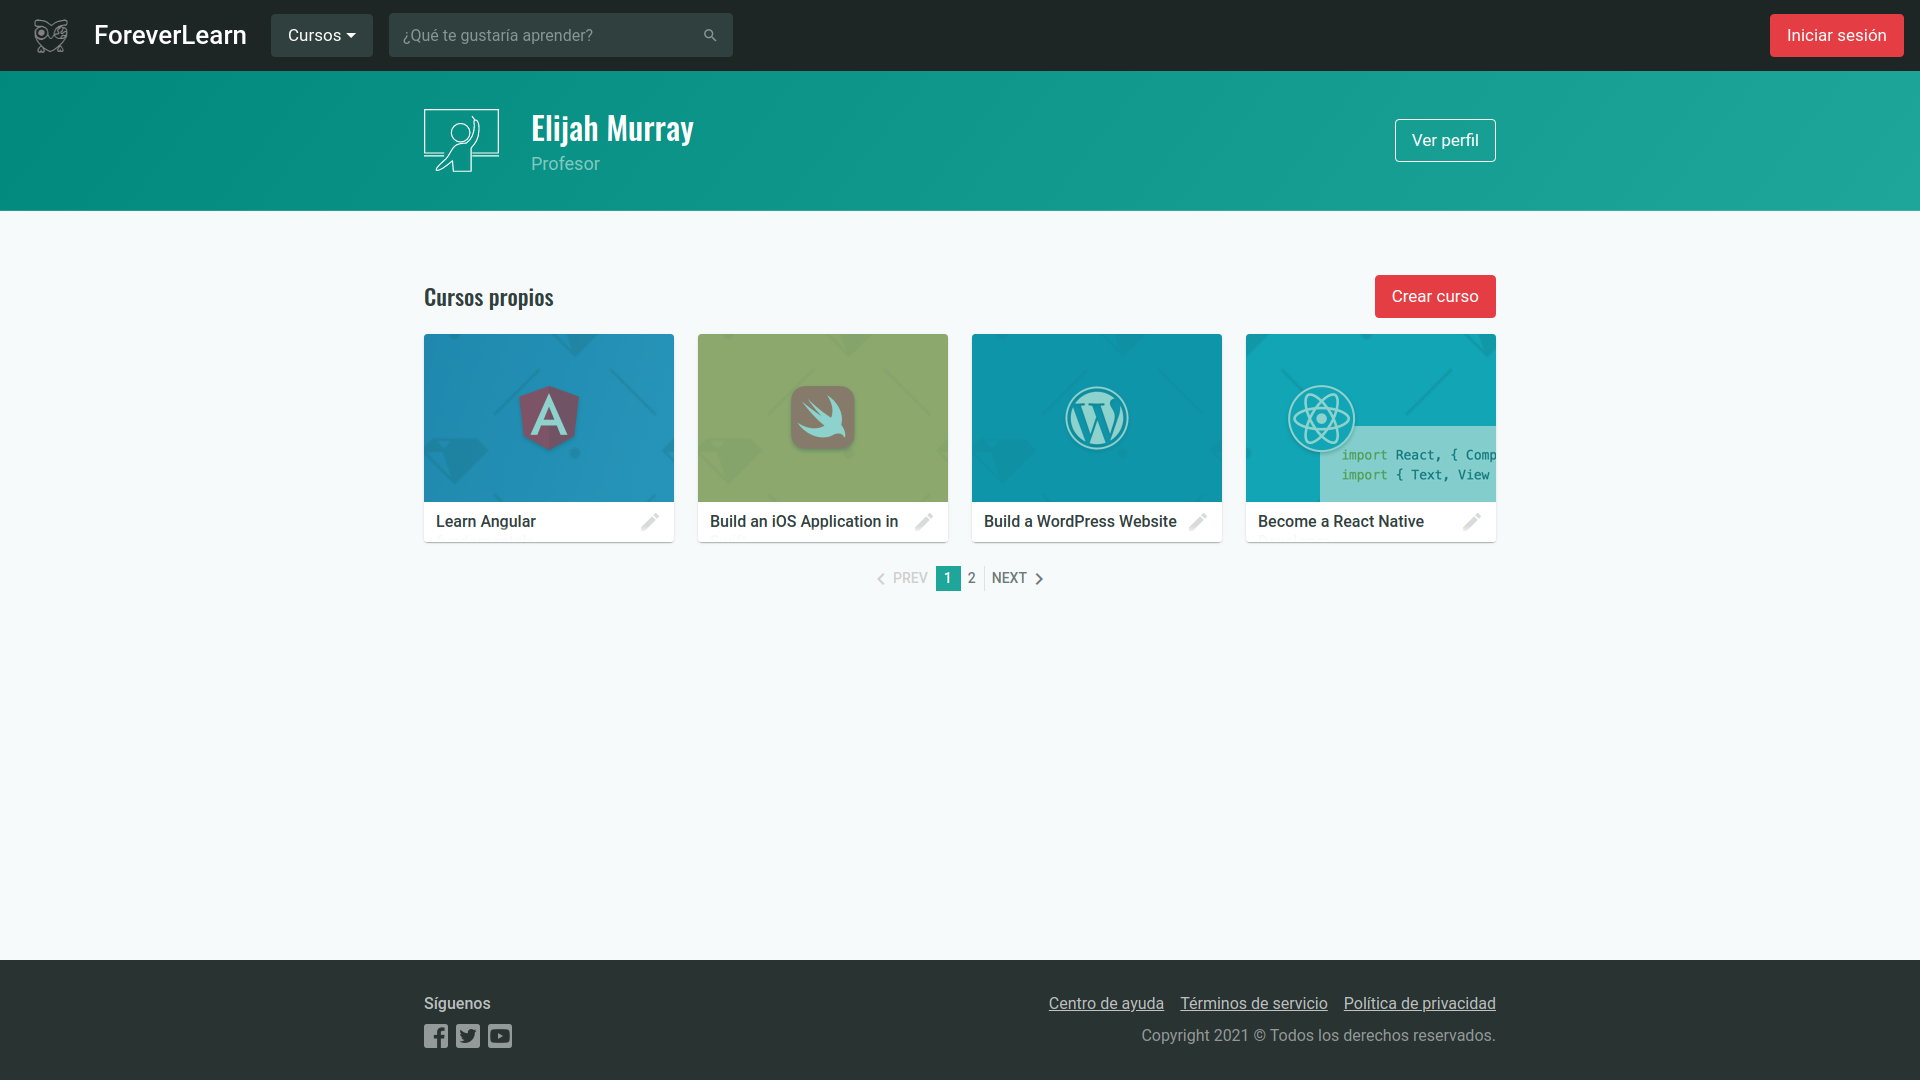 ForeverLearn
Cursos
¿Qué te gustaría aprender?
Iniciar sesión
Elijah Murray
Profesor
Ver perfil
Cursos propios
Crear curso
import React, { Comp
import { Text, View
Learn Angular
Build an iOS Application in
Build a WordPress Website
Become a React Native
PREV 1 2 NEXT
Síguenos
Centro de ayuda Términos de servicio Política de privacidad
Copyright 2021 © Todos los derechos reservados.